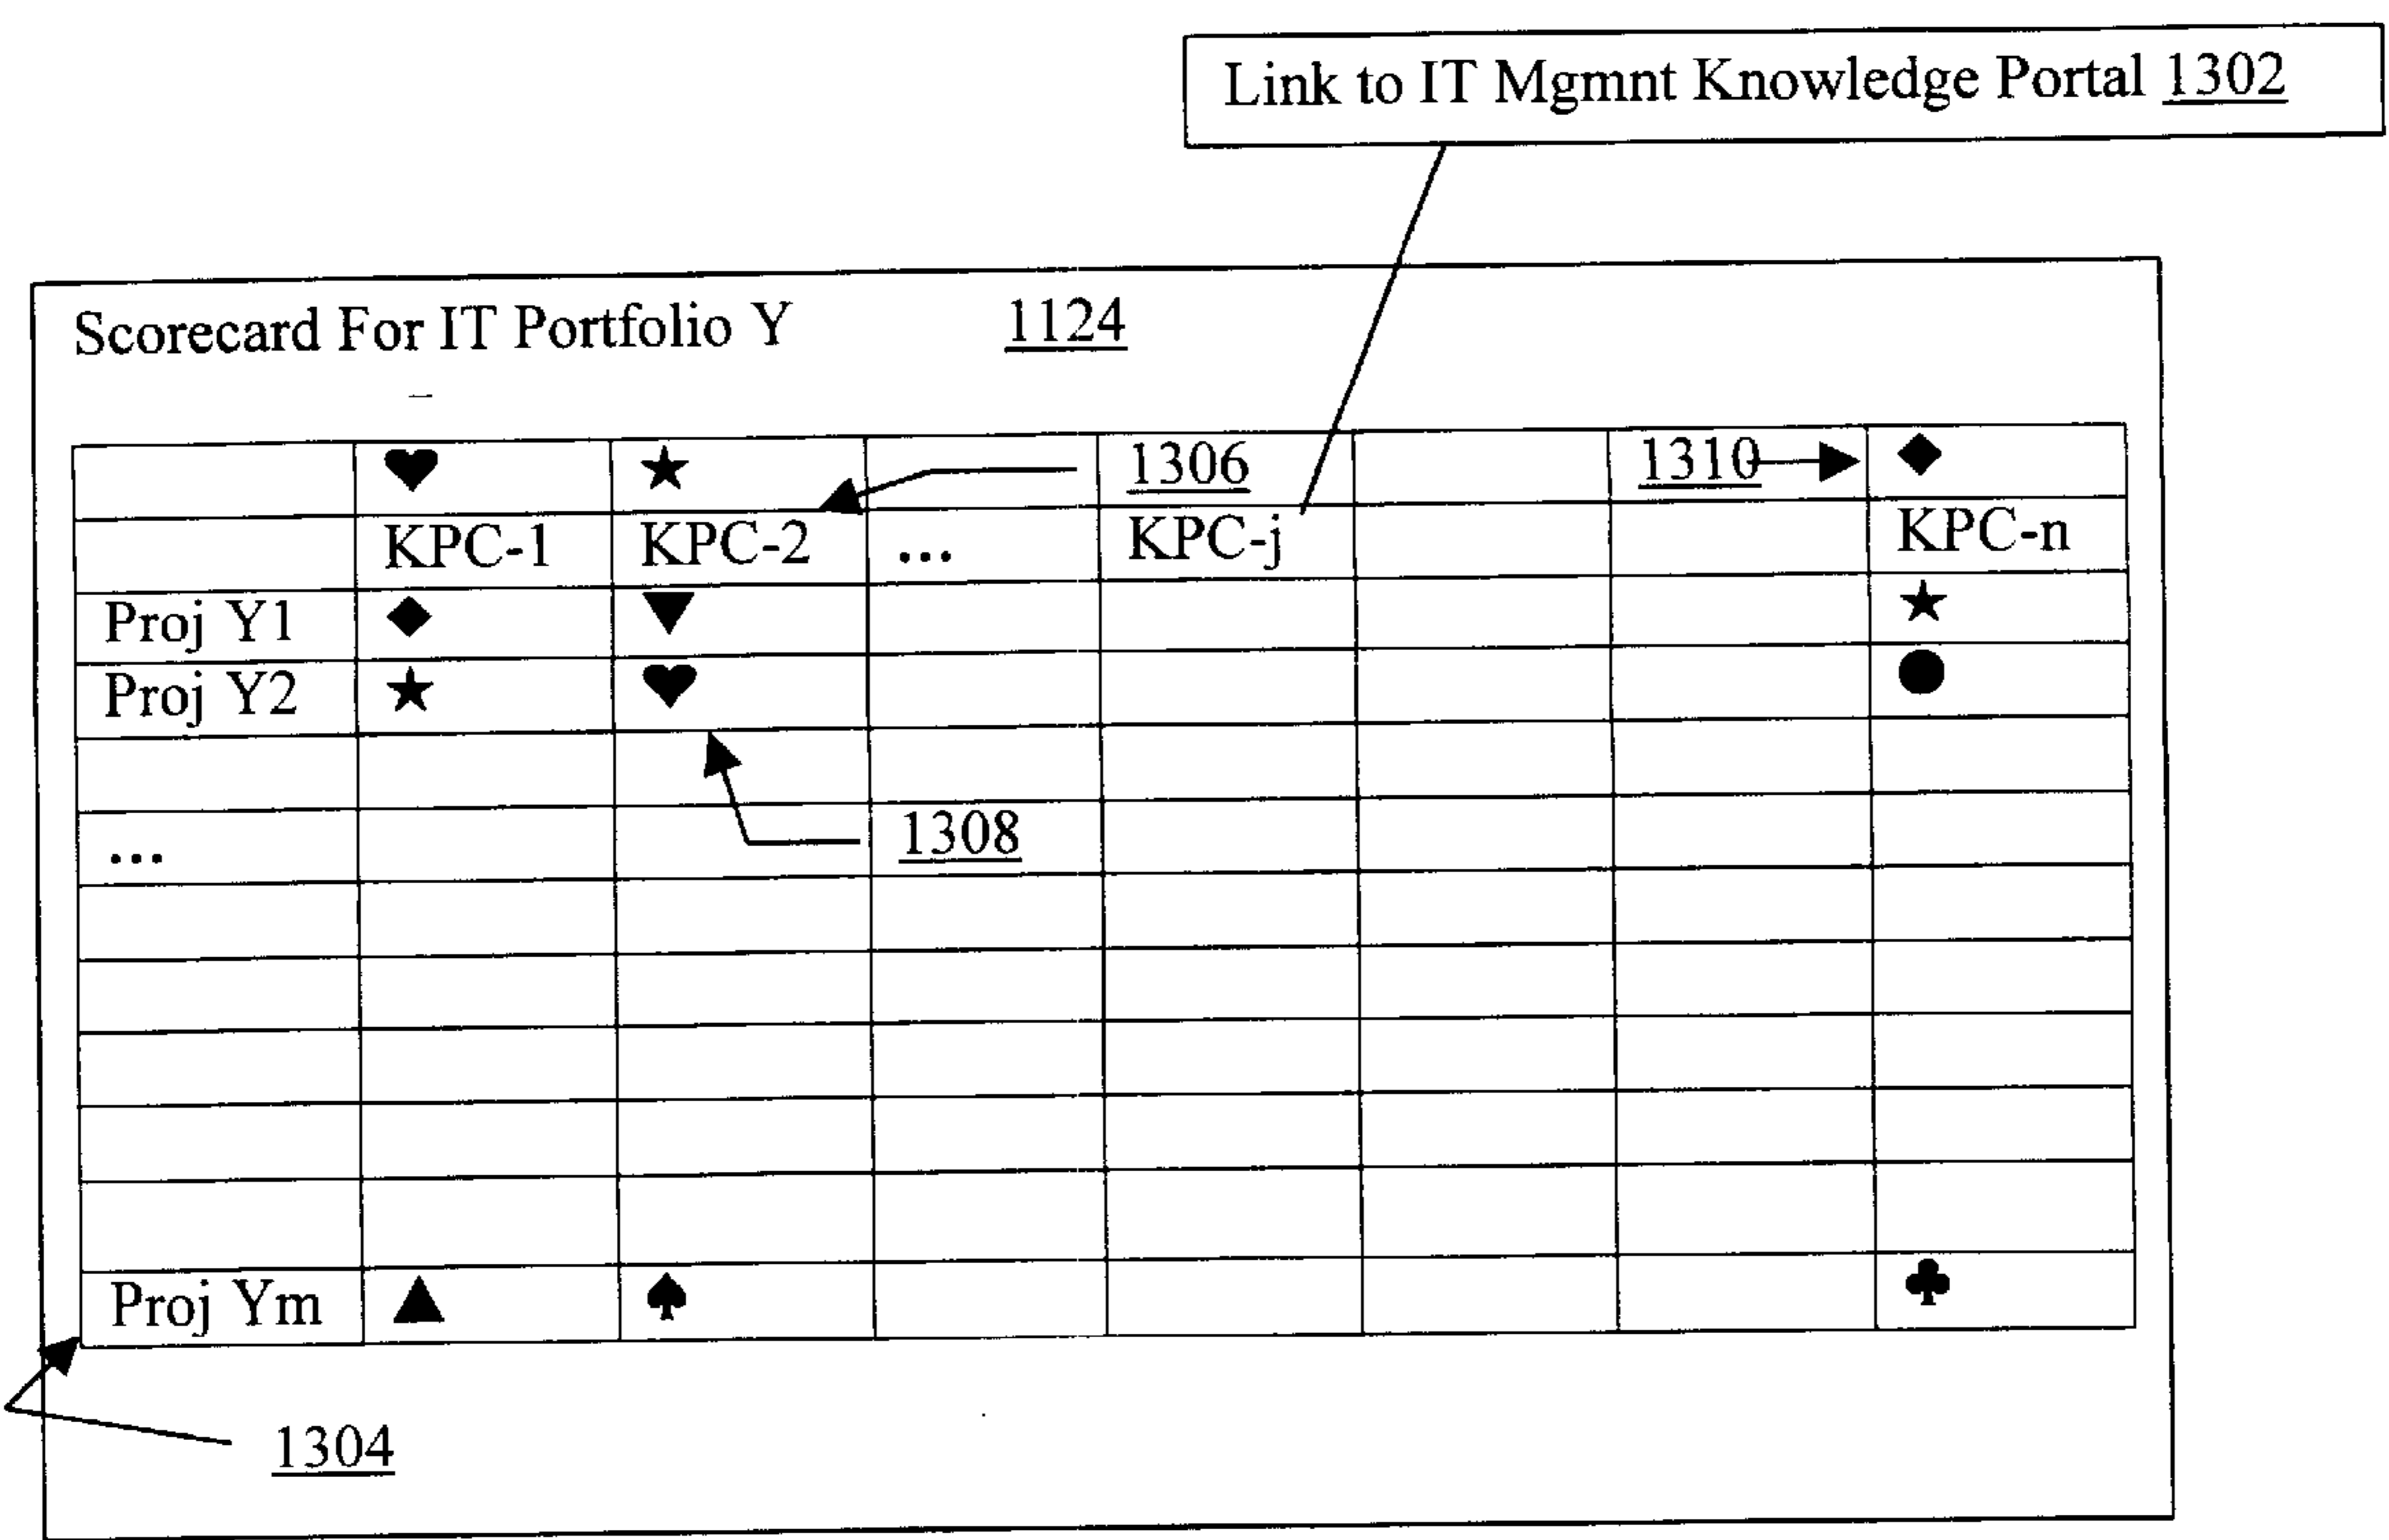 Link to IT Mgmnt Knowledge Portal 1302
Scorecard For IT Portfolio Y 1124
♥ ★ 1306 1310 ◆
KPC-1 KPC-2 ... KPC-j KPC-n
Proj Y1 ◆ ▼ ★
Proj Y2 ★ ♥ ●
... 1308
Proj Ym ▲ ♠ ♣
1304